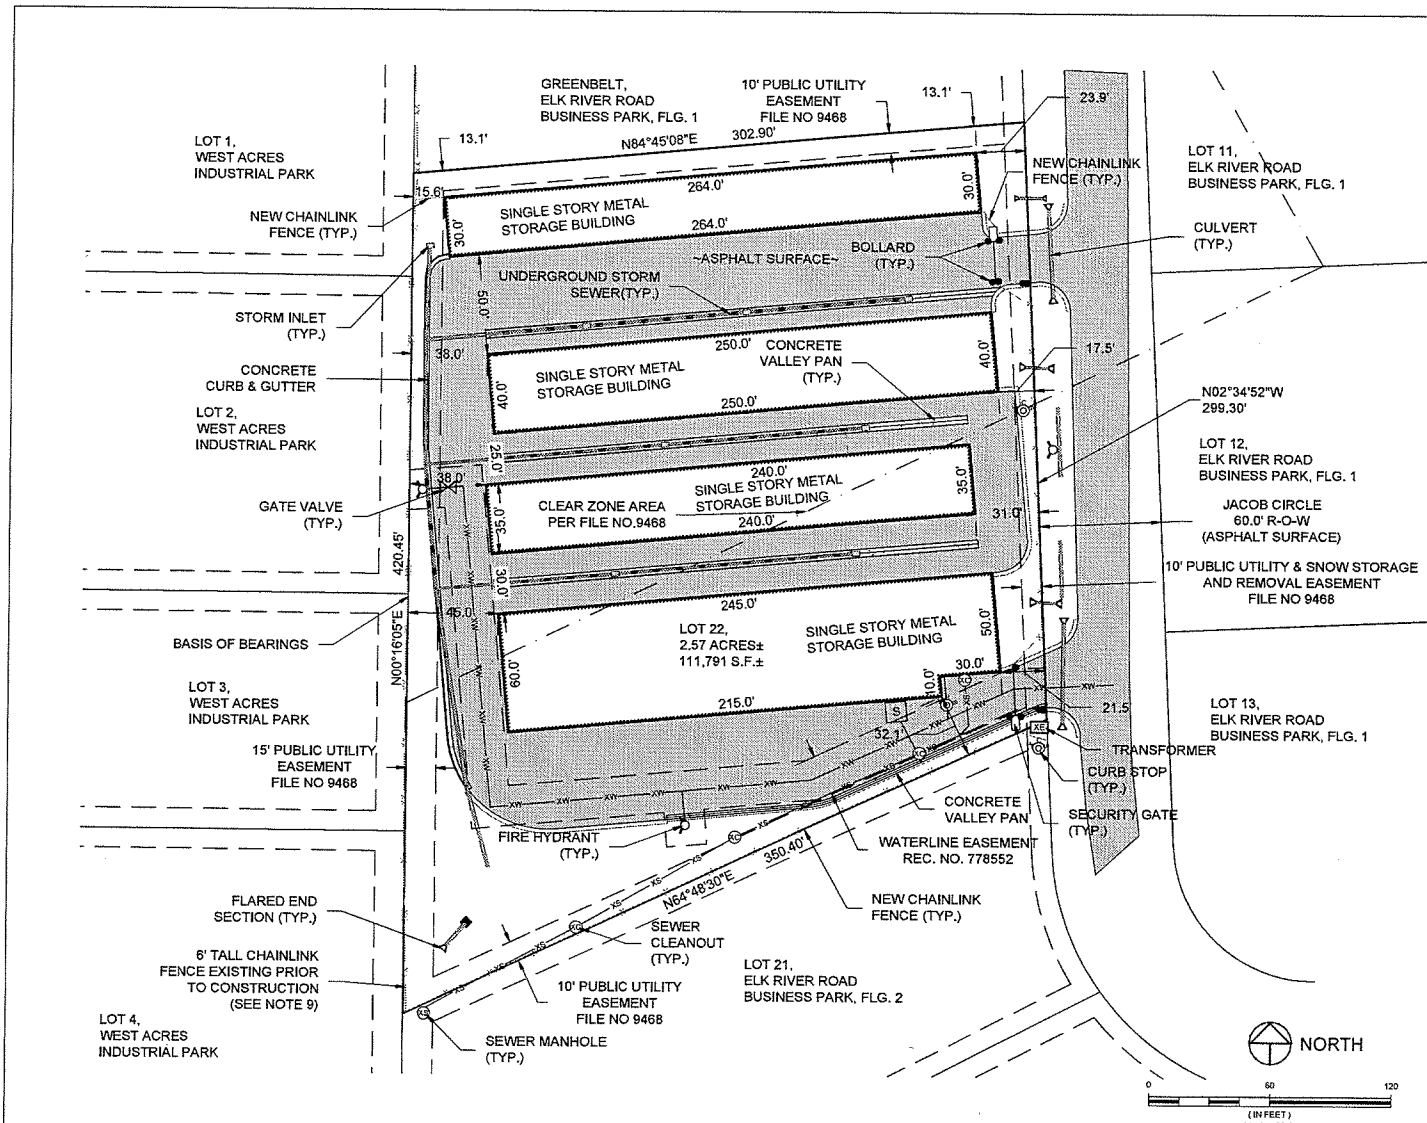 GREENBELT,
ELK RIVER ROAD
BUSINESS PARK, FLG. 1
10' PUBLIC UTILITY
EASEMENT
FILE NO 9468
13.1'
23.9'
13.1'
N84°45'08"E
302.90'
LOT 1,
WEST ACRES
INDUSTRIAL PARK
LOT 11,
ELK RIVER ROAD
BUSINESS PARK, FLG. 1
NEW CHAINLINK
FENCE (TYP.)
15.6'
264.0'
30.0'
NEW CHAINLINK
FENCE (TYP.)
SINGLE STORY METAL
STORAGE BUILDING
30.0'
264.0'
CULVERT
(TYP.)
BOLLARD
(TYP.)
~ASPHALT SURFACE~
UNDERGROUND STORM
SEWER(TYP.)
50.0'
STORM INLET
(TYP.)
38.0'
250.0'
CONCRETE
VALLEY PAN
(TYP.)
40.0'
17.5'
CONCRETE
CURB & GUTTER
SINGLE STORY METAL
STORAGE BUILDING
40.0'
250.0'
N02°34'52"W
299.30'
LOT 2,
WEST ACRES
INDUSTRIAL PARK
LOT 12,
ELK RIVER ROAD
BUSINESS PARK, FLG. 1
25.0'
38.0'
240.0'
35.0'
SINGLE STORY METAL
STORAGE BUILDING
CLEAR ZONE AREA
PER FILE NO.9468
35.0'
240.0'
31.0'
GATE VALVE
(TYP.)
JACOB CIRCLE
60.0' R-O-W
(ASPHALT SURFACE)
420.45'
N00°16'05"E
30.0'
10' PUBLIC UTILITY & SNOW STORAGE
AND REMOVAL EASEMENT
FILE NO 9468
45.0'
245.0'
50.0'
LOT 22,
2.57 ACRES±
111,791 S.F.±
SINGLE STORY METAL
STORAGE BUILDING
XW
BASIS OF BEARINGS
60.0'
30.0'
10.0'
215.0'
XW
XS
XW
XW
21.5'
LOT 3,
WEST ACRES
INDUSTRIAL PARK
LOT 13,
ELK RIVER ROAD
BUSINESS PARK, FLG. 1
S
32.1'
XE
15' PUBLIC UTILITY
EASEMENT
FILE NO 9468
TRANSFORMER
CURB STOP
(TYP.)
XW
XW
XW
XW
XW
CONCRETE
VALLEY PAN
SECURITY GATE
(TYP.)
FIRE HYDRANT
(TYP.)
WATERLINE EASEMENT
REC. NO. 778552
350.40'
N64°48'30"E
XS
XS
XS
FLARED END
SECTION (TYP.)
NEW CHAINLINK
FENCE (TYP.)
SEWER
CLEANOUT
(TYP.)
6' TALL CHAINLINK
FENCE EXISTING PRIOR
TO CONSTRUCTION
(SEE NOTE 9)
10' PUBLIC UTILITY
EASEMENT
FILE NO 9468
LOT 21,
ELK RIVER ROAD
BUSINESS PARK, FLG. 2
LOT 4,
WEST ACRES
INDUSTRIAL PARK
SEWER MANHOLE
(TYP.)
NORTH
0
60
120
(IN FEET)